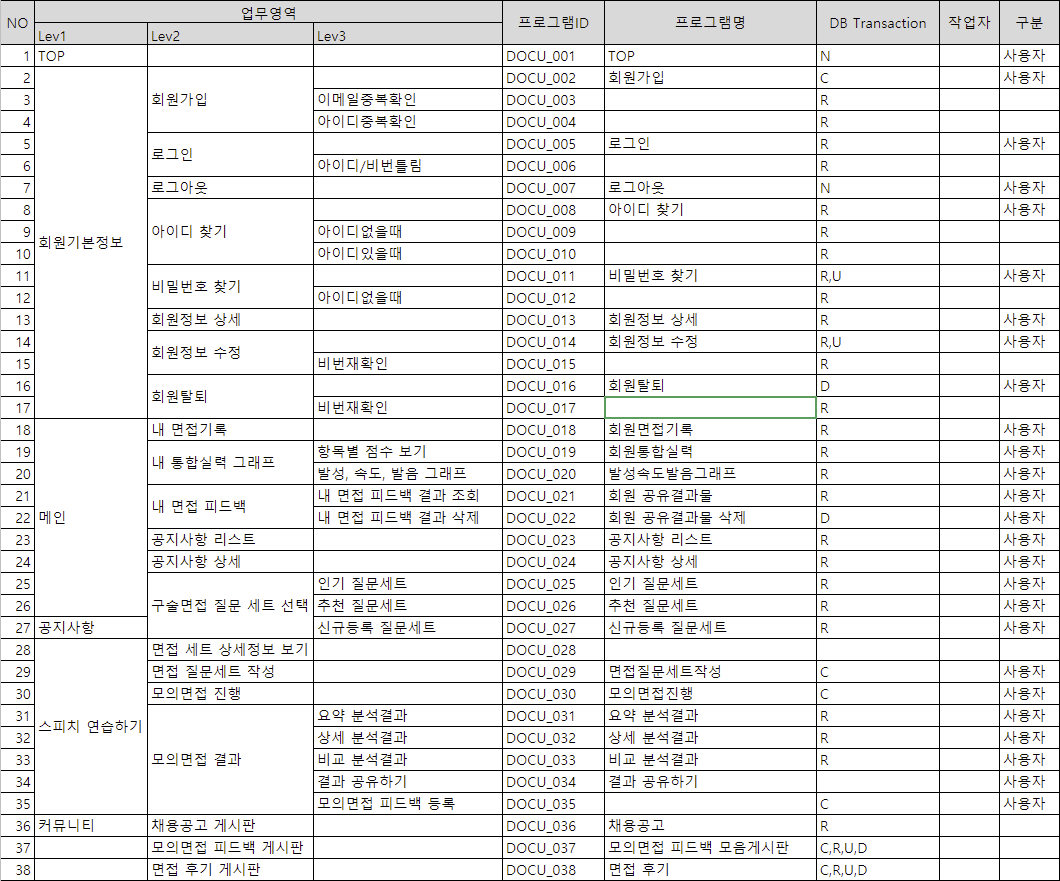 NO 업무영역 프로그램ID 프로그램명 DB Transaction 작업자 구분
Lev1 Lev2 Lev3
1 TOP DOCU_001 TOP N 사용자
2 회원기본정보 회원가입 DOCU_002 회원가입 C 사용자
3 이메일중복확인 DOCU_003 R
4 아이디중복확인 DOCU_004 R
5 로그인 DOCU_005 로그인 R 사용자
6 아이디/비번틀림 DOCU_006 R
7 로그아웃 DOCU_007 로그아웃 N 사용자
8 아이디 찾기 DOCU_008 아이디 찾기 R 사용자
9 아이디없을때 DOCU_009 R
10 아이디있을때 DOCU_010 R
11 비밀번호 찾기 DOCU_011 비밀번호 찾기 R,U 사용자
12 아이디없을때 DOCU_012 R
13 회원정보 상세 DOCU_013 회원정보 상세 R 사용자
14 회원정보 수정 DOCU_014 회원정보 수정 R,U 사용자
15 비번재확인 DOCU_015 R
16 회원탈퇴 DOCU_016 회원탈퇴 D 사용자
17 비번재확인 DOCU_017 R
18 메인 내 면접기록 DOCU_018 회원면접기록 R 사용자
19 내 통합실력 그래프 항목별 점수 보기 DOCU_019 회원통합실력 R 사용자
20 발성, 속도, 발음 그래프 DOCU_020 발성속도발음그래프 R 사용자
21 내 면접 피드백 내 면접 피드백 결과 조회 DOCU_021 회원 공유결과물 R 사용자
22 내 면접 피드백 결과 삭제 DOCU_022 회원 공유결과물 삭제 D 사용자
23 공지사항 리스트 DOCU_023 공지사항 리스트 R 사용자
24 공지사항 상세 DOCU_024 공지사항 상세 R 사용자
25 구술면접 질문 세트 선택 인기 질문세트 DOCU_025 인기 질문세트 R 사용자
26 추천 질문세트 DOCU_026 추천 질문세트 R 사용자
27 공지사항 신규등록 질문세트 DOCU_027 신규등록 질문세트 R 사용자
28 스피치 연습하기 면접 세트 상세정보 보기 DOCU_028
29 면접 질문세트 작성 DOCU_029 면접질문세트작성 C 사용자
30 모의면접 진행 DOCU_030 모의면접진행 C 사용자
31 모의면접 결과 요약 분석결과 DOCU_031 요약 분석결과 R 사용자
32 상세 분석결과 DOCU_032 상세 분석결과 R 사용자
33 비교 분석결과 DOCU_033 비교 분석결과 R 사용자
34 결과 공유하기 DOCU_034 결과 공유하기 사용자
35 모의면접 피드백 등록 DOCU_035 C 사용자
36 커뮤니티 채용공고 게시판 DOCU_036 채용공고 R
37 모의면접 피드백 게시판 DOCU_037 모의면접 피드백 모음게시판 C,R,U,D
38 면접 후기 게시판 DOCU_038 면접 후기 C,R,U,D